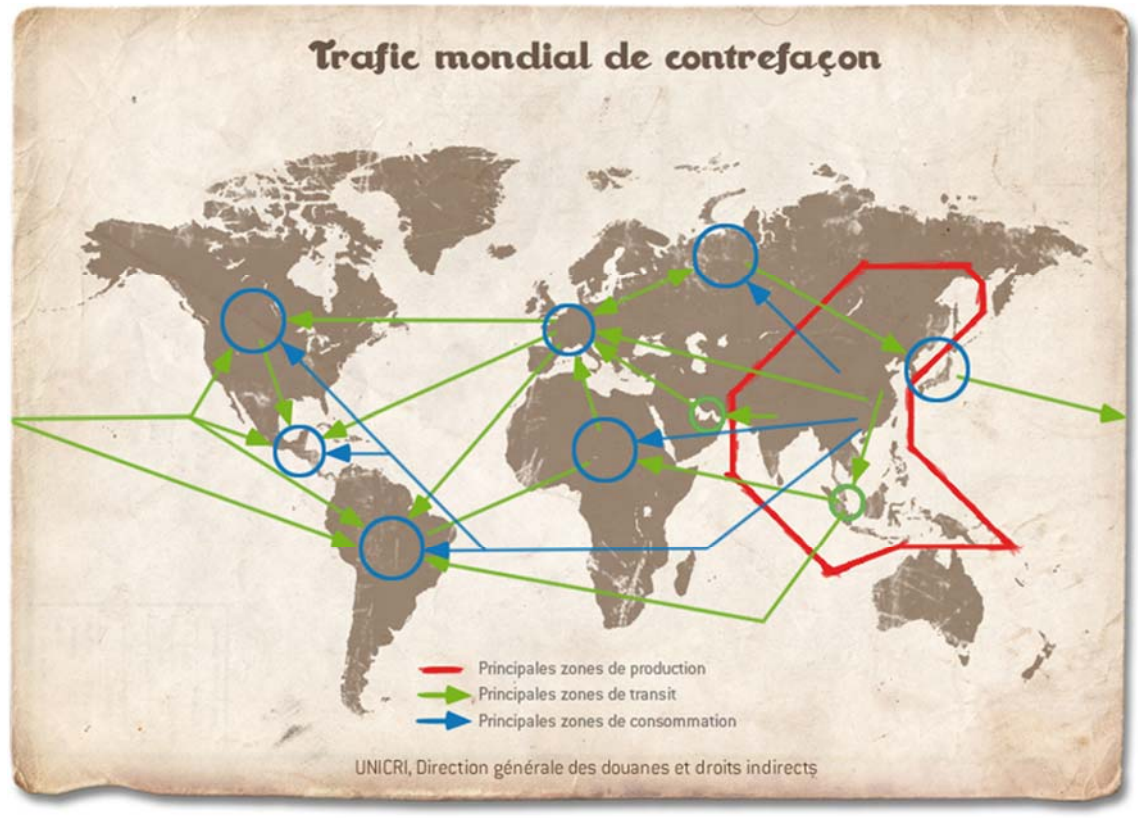 Trafic mondial de contrefaçon
Principales zones de production
Principales zones de transit
Principales zones de consommation
UNICRI, Direction générale des douanes et droits indirects